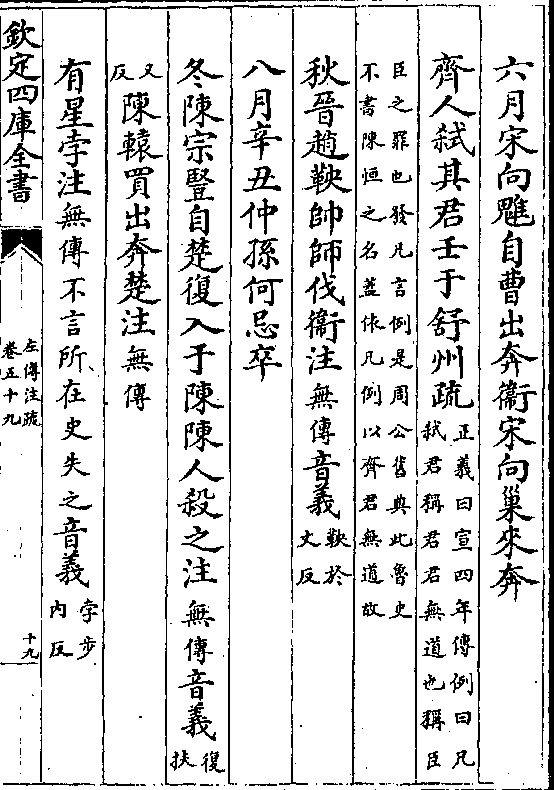 六月宋向魋自曹出奔衞宋向巢來奔
齊人弑其君壬于舒州疏正義曰宣四年傳例曰凡
弑君稱君君無道也稱臣
臣之罪也發凡言例是周公舊典此魯史
不書陳恒之名蓋依凡例以齊君無道故
秋晉趙鞅帥師伐衞注無傳音義鞅於
丈反
八月辛丑仲孫何忌卒
冬陳宗豎自楚復入于陳陳人殺之注無傳音義復
扶
又
反陳轅買出奔楚注無傳
有星孛注無傳不言所在史失之音義孛步
内反
欽定四庫全書
左傳注疏
卷五十九
十九